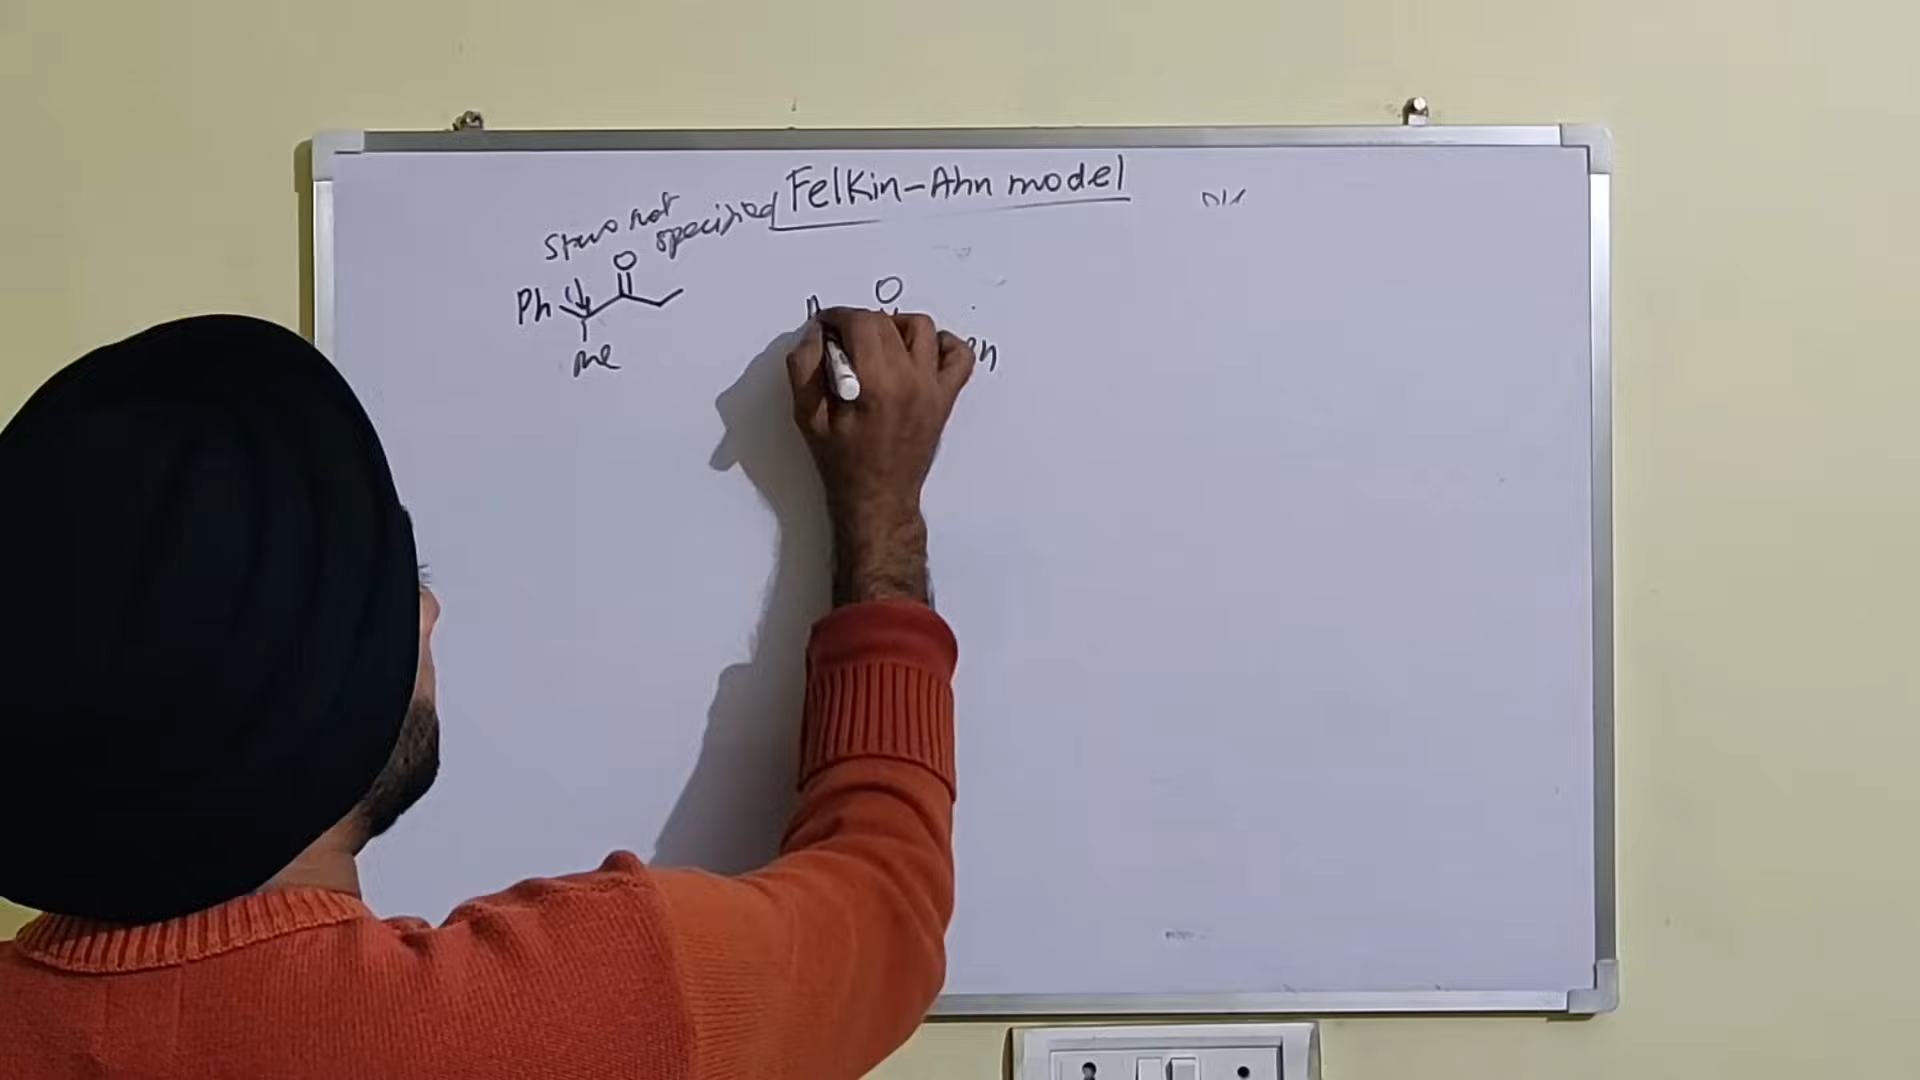 Felkin-Ahn model
Stereo not
specified
O
Ph
me
O